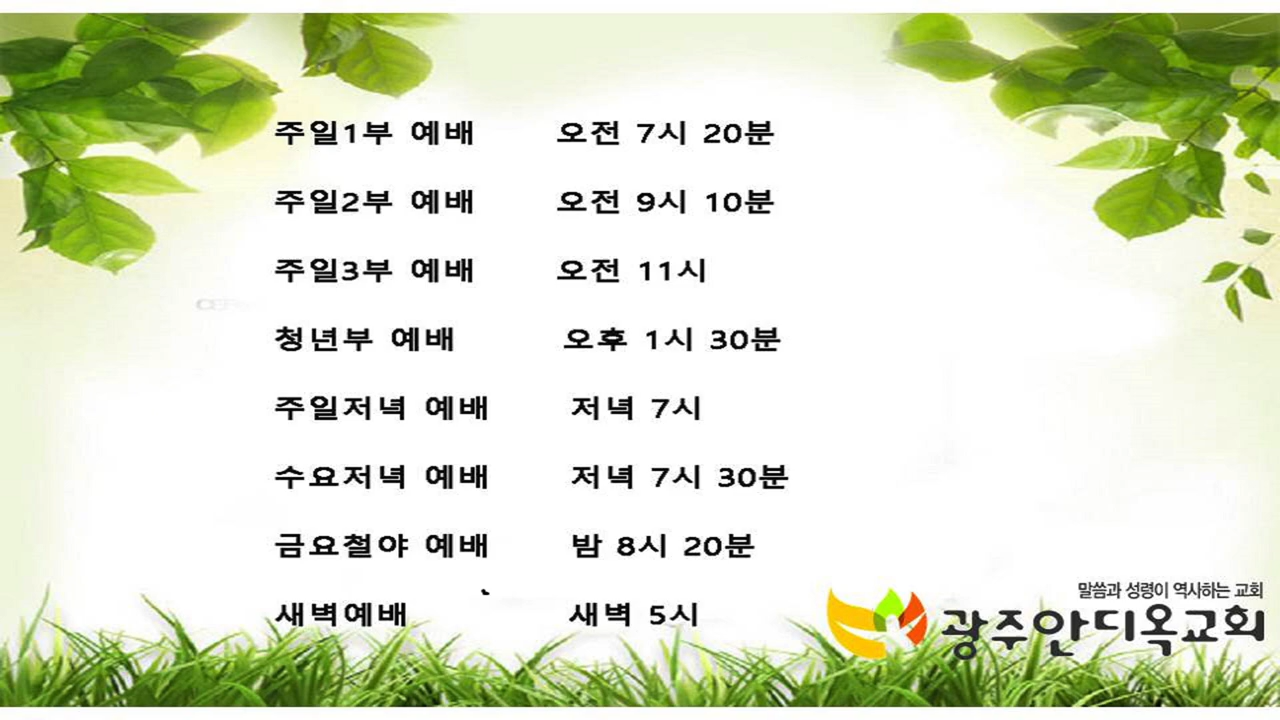 주일1부 예배 오전 7시 20분
주일2부 예배 오전 9시 10분
주일3부 예배 오전 11시
청년부 예배 오후 1시 30분
주일저녁 예배 저녁 7시
수요저녁 예배 저녁 7시 30분
금요철야 예배 밤 8시 20분
새벽예배 새벽 5시
말씀과 성령이 역사하는 교회
광주안디옥교회